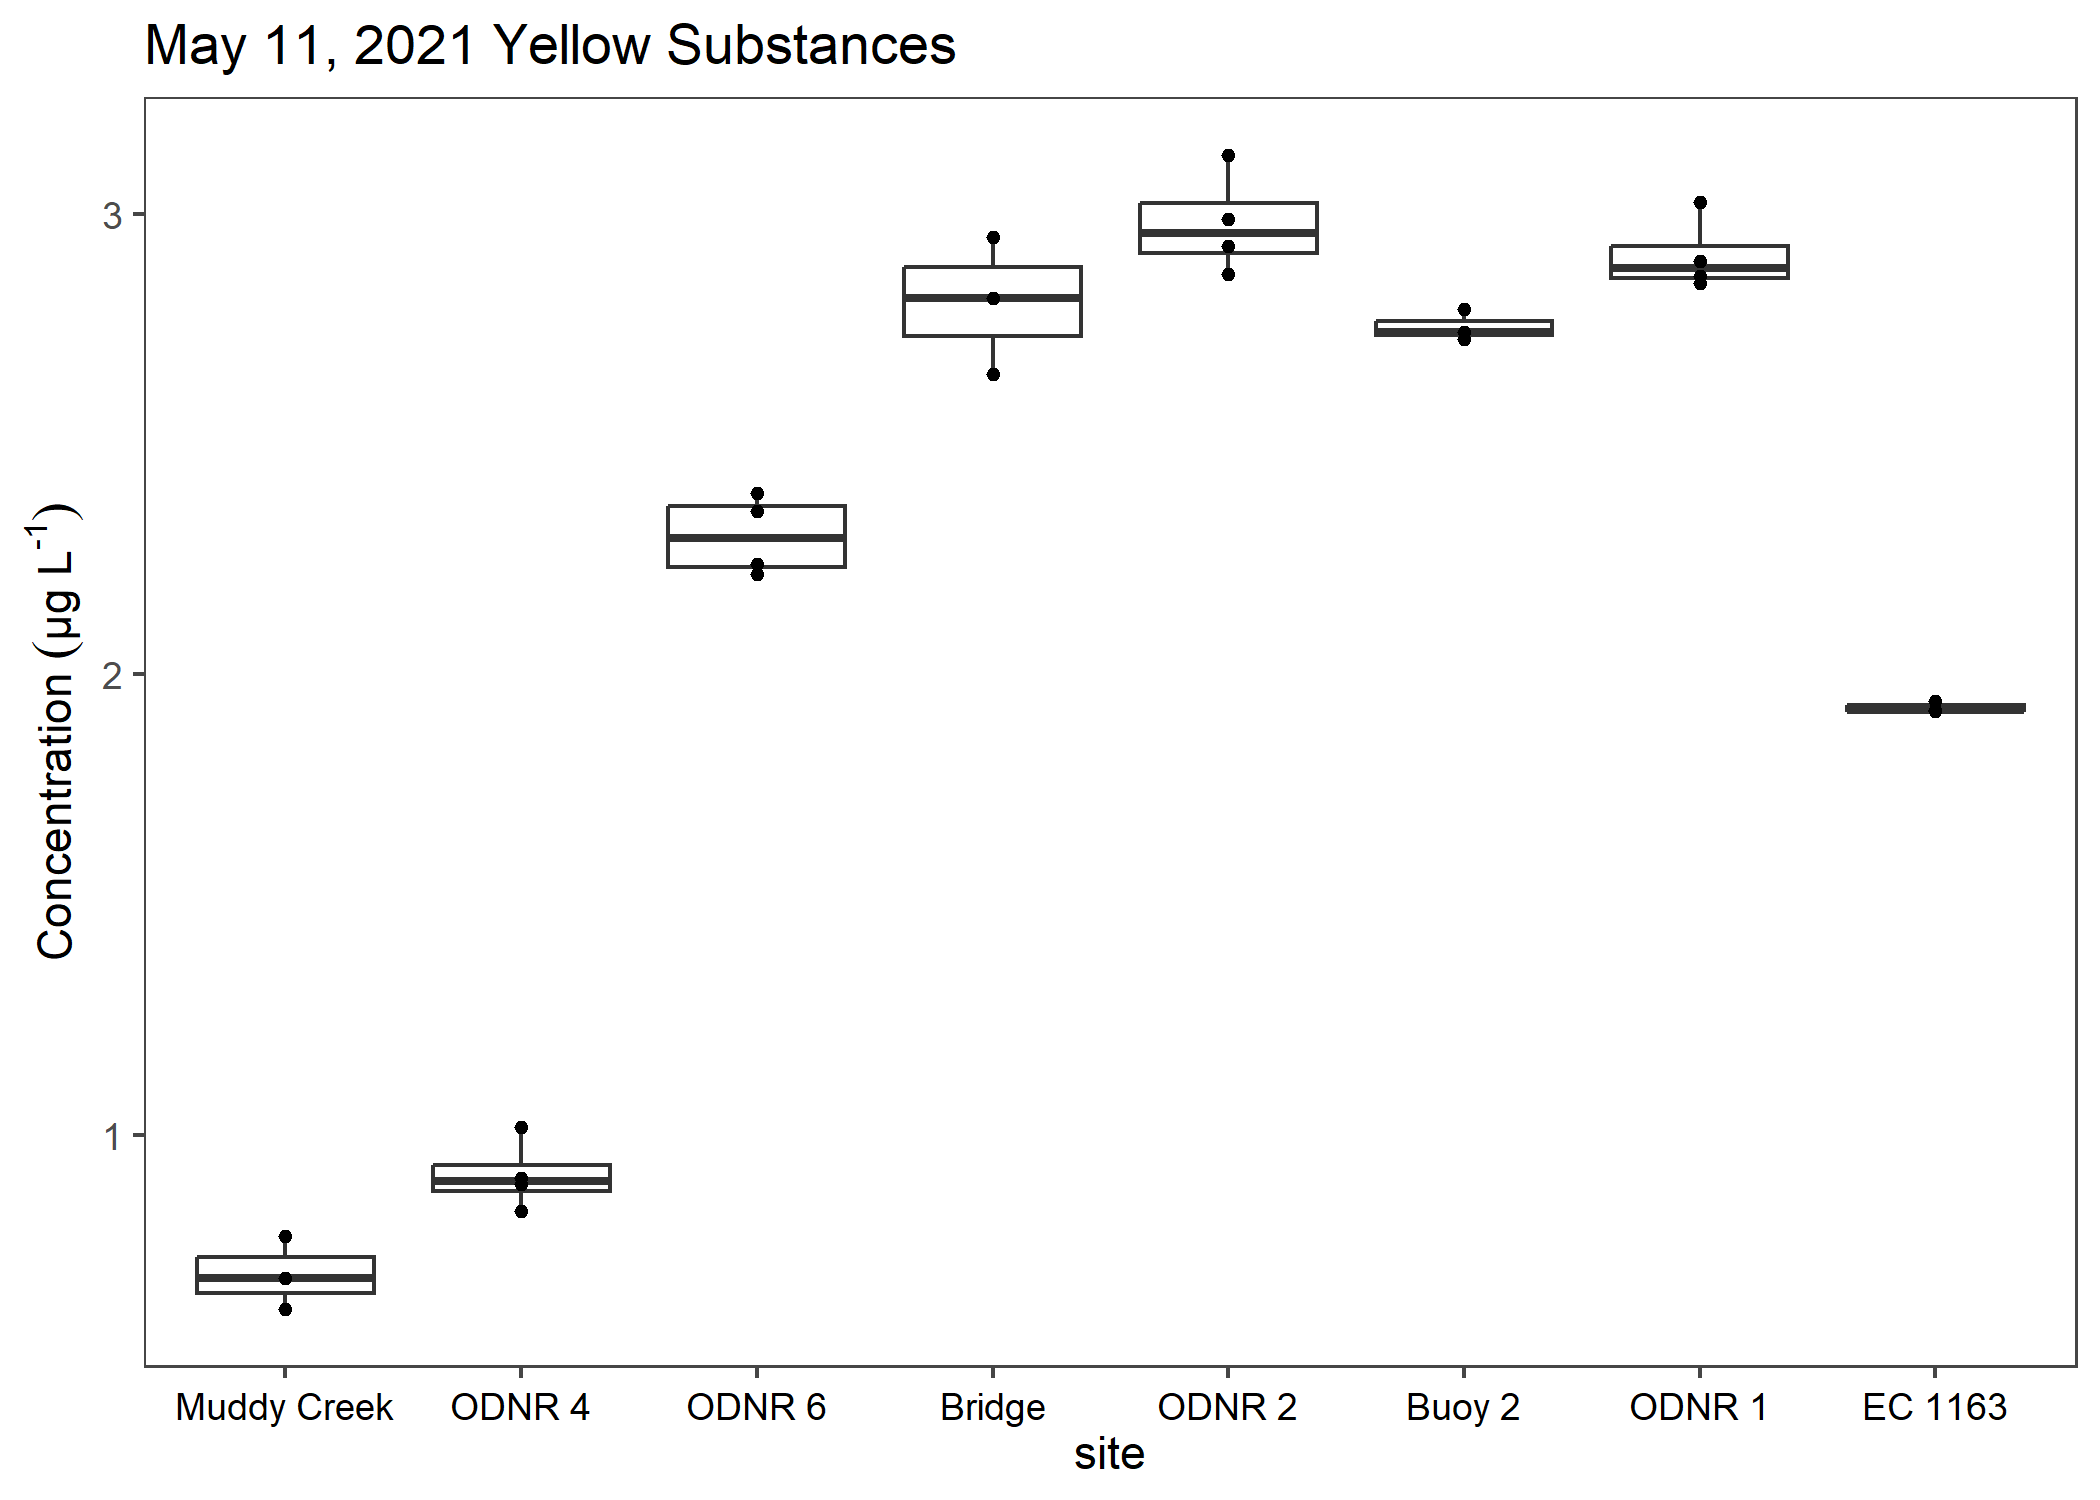 May 11, 2021 Yellow Substances
Concentration (µg L⁻¹)
3
2
1
Muddy Creek ODNR 4 ODNR 6 Bridge ODNR 2 Buoy 2 ODNR 1 EC 1163
site